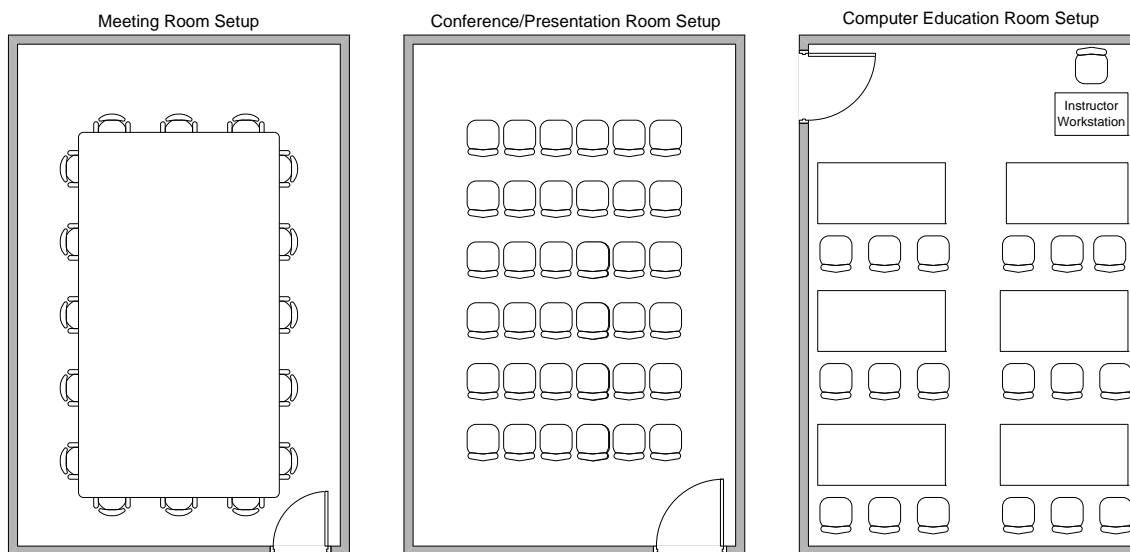 Meeting Room Setup
Conference/Presentation Room Setup
Computer Education Room Setup
Instructor
Workstation